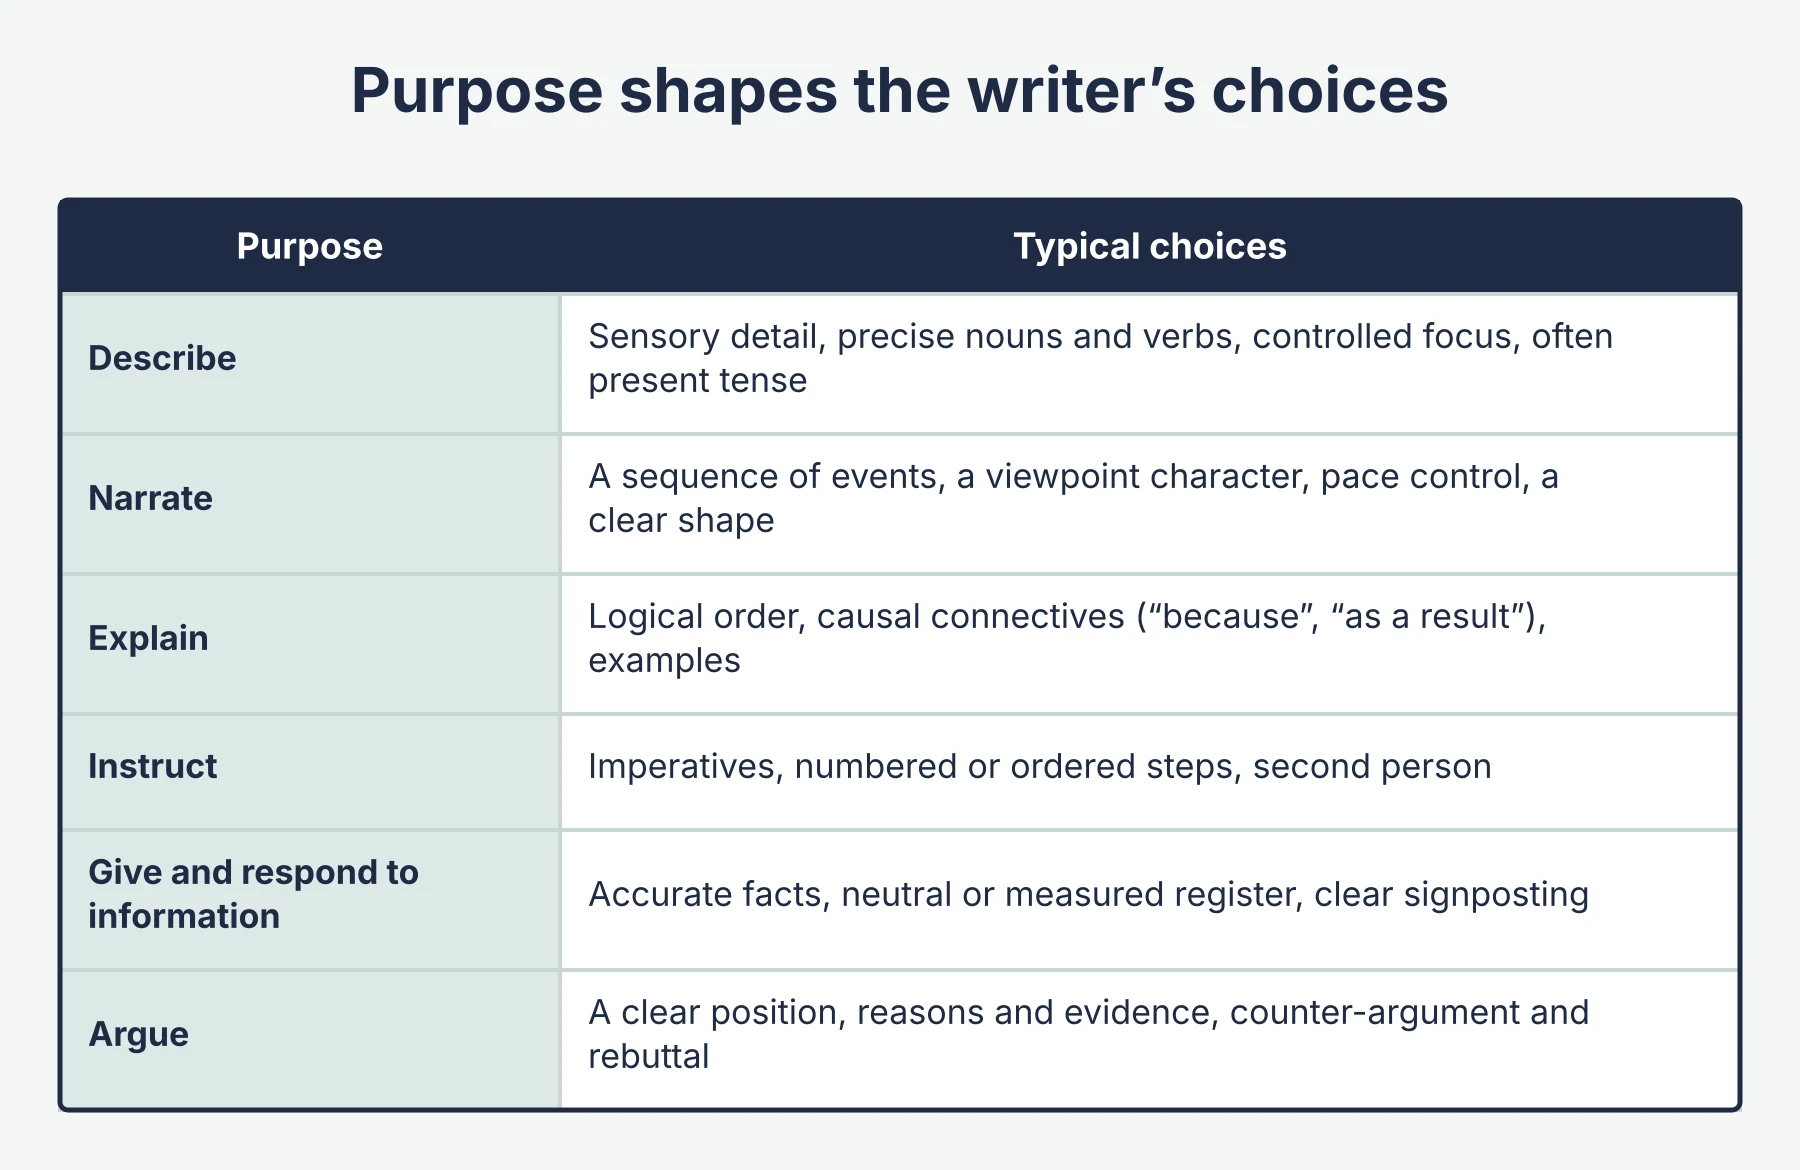 Purpose shapes the writer’s choices
Purpose
Typical choices
Describe
Sensory detail, precise nouns and verbs, controlled focus, often
present tense
Narrate
A sequence of events, a viewpoint character, pace control, a
clear shape
Explain
Logical order, causal connectives (“because”, “as a result”),
examples
Instruct
Imperatives, numbered or ordered steps, second person
Give and respond to
information
Accurate facts, neutral or measured register, clear signposting
Argue
A clear position, reasons and evidence, counter-argument and
rebuttal